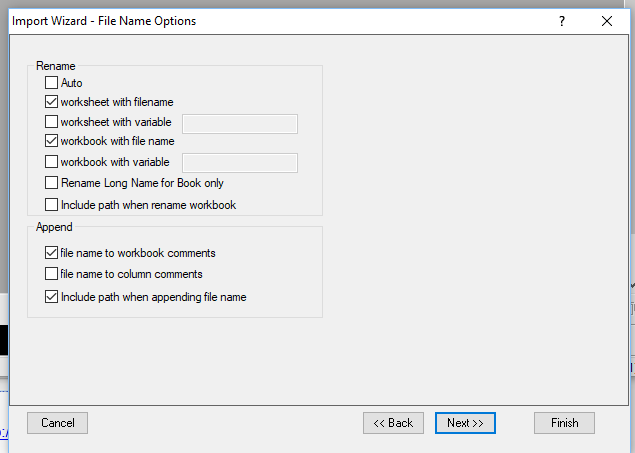 Import Wizard - File Name Options
?
Rename
Auto
worksheet with filename
worksheet with variable
workbook with file name
workbook with variable
Rename Long Name for Book only
Include path when rename workbook
Append
file name to workbook comments
file name to column comments
Include path when appending file name
Cancel
<< Back
Next >>
Finish